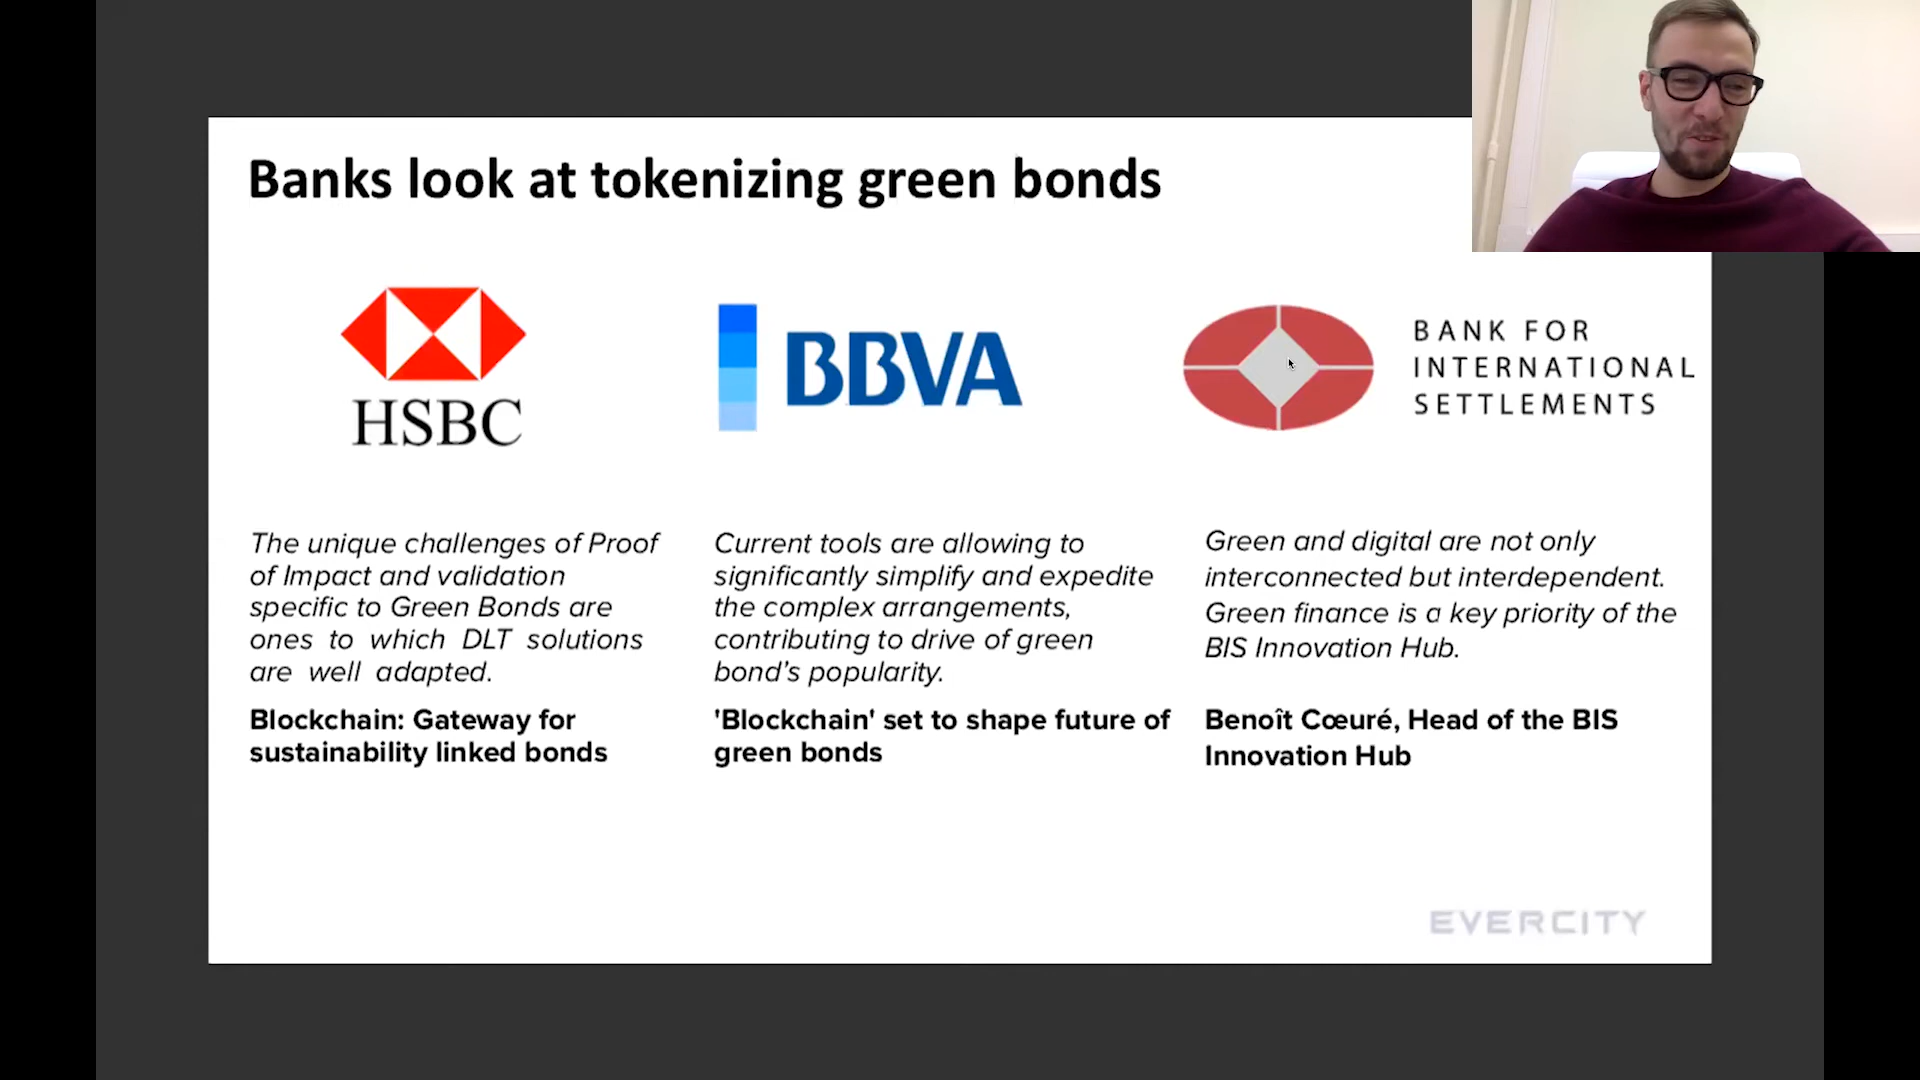 Banks look at tokenizing green bonds
HSBC
BBVA
BANK FOR
INTERNATIONAL
SETTLEMENTS
The unique challenges of Proof
of Impact and validation
specific to Green Bonds are
ones to which DLT solutions
are well adapted.
Blockchain: Gateway for
sustainability linked bonds
Current tools are allowing to
significantly simplify and expedite
the complex arrangements,
contributing to drive of green
bond's popularity.
'Blockchain' set to shape future of
green bonds
Green and digital are not only
interconnected but interdependent.
Green finance is a key priority of the
BIS Innovation Hub.
Benoît Cœuré, Head of the BIS
Innovation Hub
EVERCITY